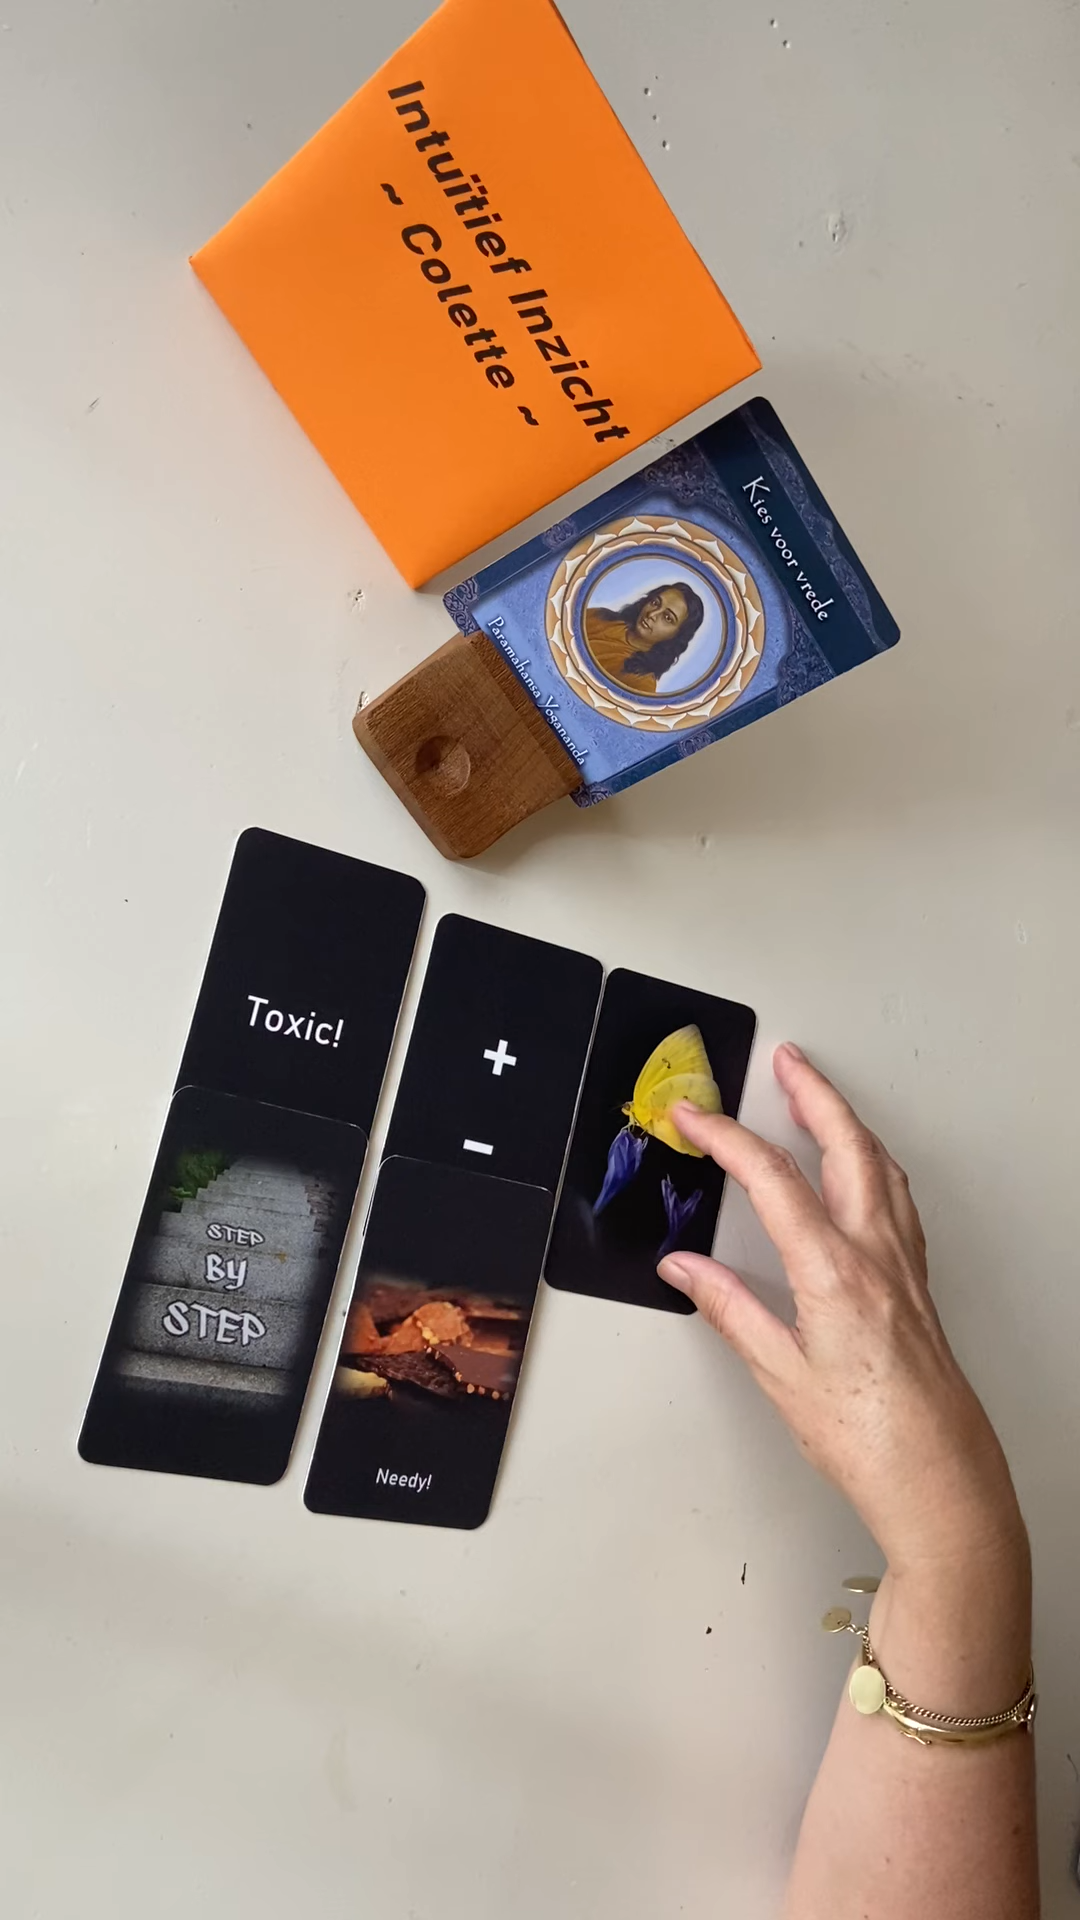 Intuïtief Inzicht
~ Colette ~
Kies voor vrede
Paramahansa Yogananda
Toxic!
+
-
STEP
BY
STEP
Needy!